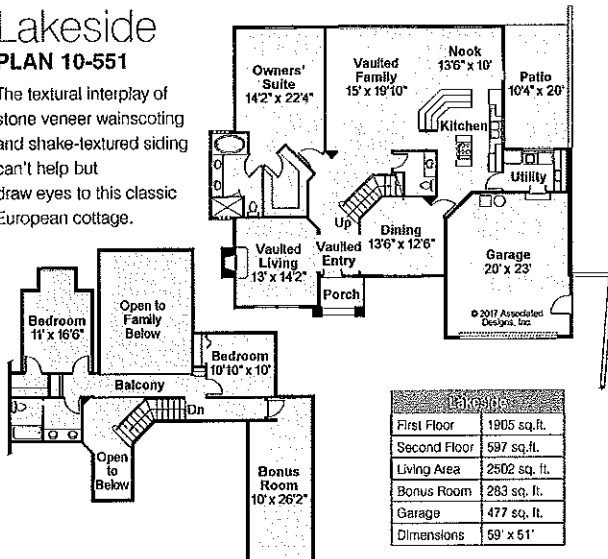 Lakeside
PLAN 10-551
The textural interplay of
stone veneer wainscoting
and shake-textured siding
can't help but
draw eyes to this classic
European cottage.
Owners'
Suite
14'2" x 22'4"
Vaulted
Family
15' x 19'10"
Nook
13'6" x 10'
Patio
10'4" x 20'
Kitchen
Utility
Up
Dining
13'6" x 12'6"
Vaulted
Living
13' x 14'2"
Vaulted
Entry
Porch
Garage
20' x 23'
© 2017 Associated
Designs, Inc.
Bedroom
11' x 16'6"
Open to
Family
Below
Bedroom
10'10" x 10'
Balcony
Dn
Open
to
Below
Bonus
Room
10' x 26'2"
Lakeside
First Floor 1905 sq.ft.
Second Floor 597 sq.ft.
Living Area 2502 sq. ft.
Bonus Room 283 sq. ft.
Garage 477 sq. ft.
Dimensions 59' x 51'